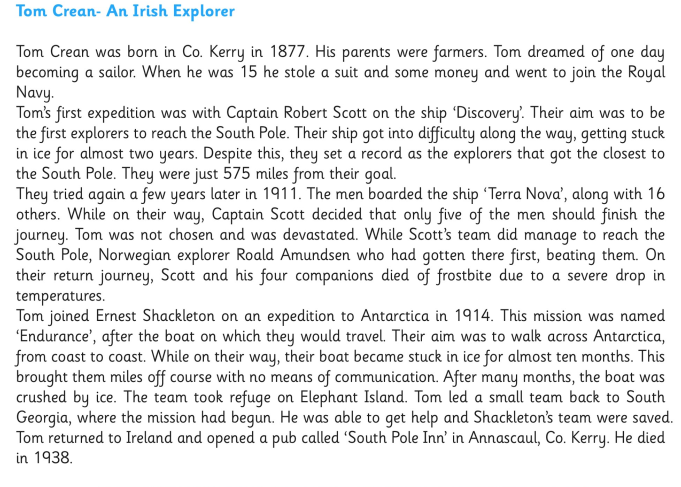 Tom Crean- An Irish Explorer
Tom Crean was born in Co. Kerry in 1877. His parents were farmers. Tom dreamed of one day
becoming a sailor. When he was 15 he stole a suit and some money and went to join the Royal
Navy.
Tom's first expedition was with Captain Robert Scott on the ship 'Discovery'. Their aim was to be
the first explorers to reach the South Pole. Their ship got into difficulty along the way, getting stuck
in ice for almost two years. Despite this, they set a record as the explorers that got the closest to
the South Pole. They were just 575 miles from their goal.
They tried again a few years later in 1911. The men boarded the ship 'Terra Nova', along with 16
others. While on their way, Captain Scott decided that only five of the men should finish the
journey. Tom was not chosen and was devastated. While Scott's team did manage to reach the
South Pole, Norwegian explorer Roald Amundsen who had gotten there first, beating them. On
their return journey, Scott and his four companions died of frostbite due to a severe drop in
temperatures.
Tom joined Ernest Shackleton on an expedition to Antarctica in 1914. This mission was named
'Endurance', after the boat on which they would travel. Their aim was to walk across Antarctica,
from coast to coast. While on their way, their boat became stuck in ice for almost ten months. This
brought them miles off course with no means of communication. After many months, the boat was
crushed by ice. The team took refuge on Elephant Island. Tom led a small team back to South
Georgia, where the mission had begun. He was able to get help and Shackleton's team were saved.
Tom returned to Ireland and opened a pub called 'South Pole Inn' in Annascaul, Co. Kerry. He died
in 1938.